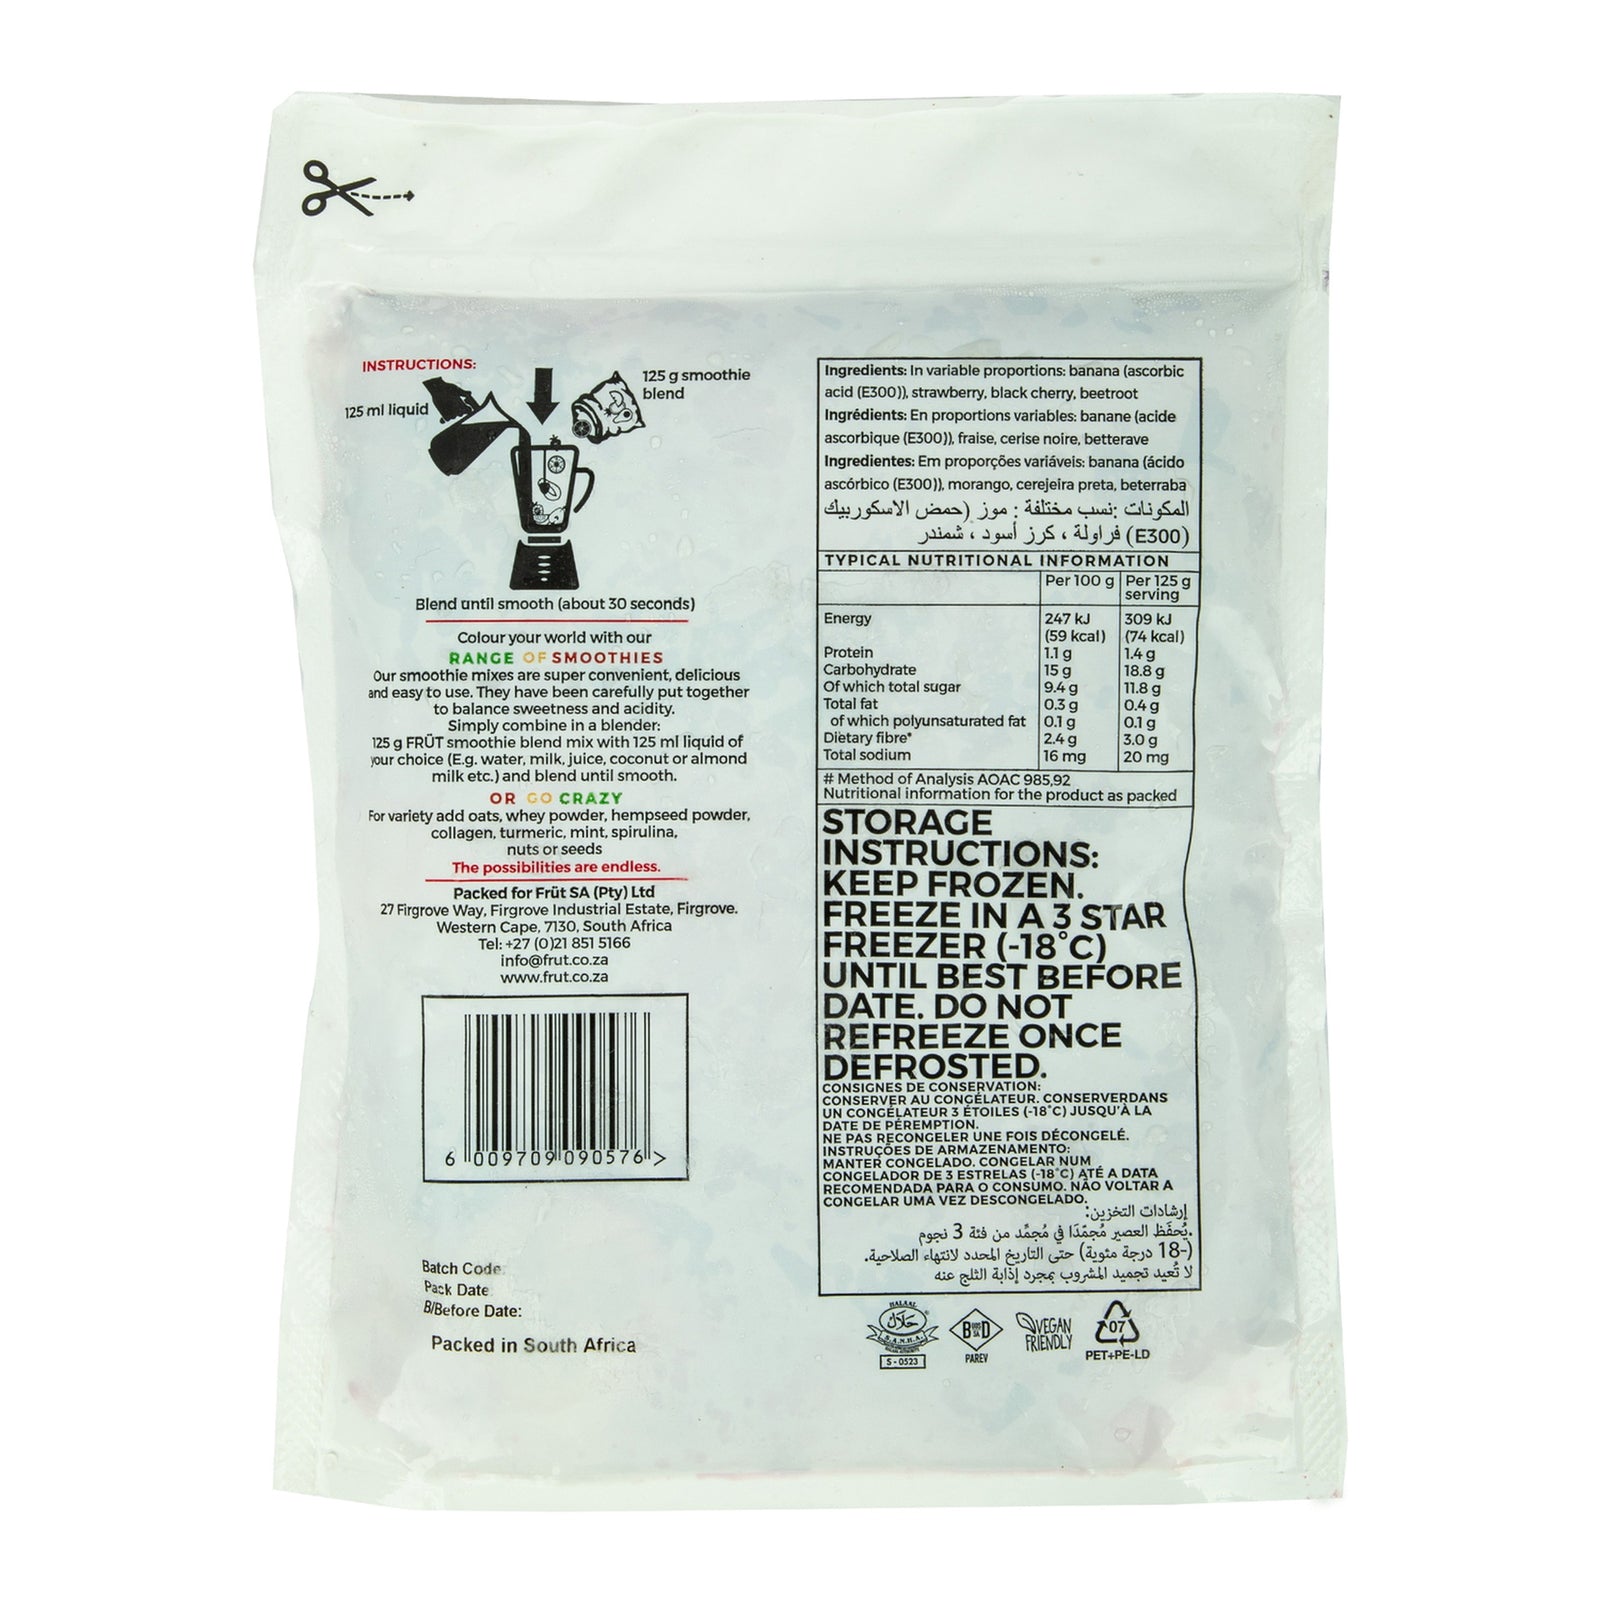 INSTRUCTIONS:
125 ml liquid
125 g smoothie
blend
Blend until smooth (about 30 seconds)
Colour your world with our
RANGE OF SMOOTHIES
Our smoothie mixes are super convenient, delicious
and easy to use. They have been carefully put together
to balance sweetness and acidity.
Simply combine in a blender:
125 g FRÜT smoothie blend mix with 125 ml liquid of
your choice (E.g. water, milk, juice, coconut or almond
milk etc.) and blend until smooth.
OR GO CRAZY
For variety add oats, whey powder, hempseed powder,
collagen, turmeric, mint, spirulina,
nuts or seeds
The possibilities are endless.
Packed for Früt SA (Pty) Ltd
27 Firgrove Way, Firgrove Industrial Estate, Firgrove.
Western Cape, 7130, South Africa
Tel: +27 (0)21 851 5166
info@frut.co.za
www.frut.co.za
6 009709 090576 >
Batch Code:
Pack Date
B/Before Date:
Packed in South Africa
Ingredients: In variable proportions: banana (ascorbic
acid (E300)), strawberry, black cherry, beetroot
Ingrédients: En proportions variables: banane (acide
ascorbique (E300)), fraise, cerise noire, betterave
Ingredientes: Em proporções variáveis: banana (ácido
ascórbico (E300)), morango, cerejeira preta, beterraba
المكونات :نسب مختلفة : موز (حمض الاسكوربيك
(E300) فراولة ، كرز أسود ، شمندر
TYPICAL NUTRITIONAL INFORMATION
Per 100 g Per 125 g
serving
Energy 247 kJ 309 kJ
(59 kcal) (74 kcal)
Protein 1.1 g 1.4 g
Carbohydrate 15 g 18.8 g
Of which total sugar 9.4 g 11.8 g
Total fat 0.3 g 0.4 g
of which polyunsaturated fat 0.1 g 0.1 g
Dietary fibre* 2.4 g 3.0 g
Total sodium 16 mg 20 mg
# Method of Analysis AOAC 985,92
Nutritional information for the product as packed
STORAGE
INSTRUCTIONS:
KEEP FROZEN.
FREEZE IN A 3 STAR
FREEZER (-18°C)
UNTIL BEST BEFORE
DATE. DO NOT
REFREEZE ONCE
DEFROSTED.
CONSIGNES DE CONSERVATION:
CONSERVER AU CONGÉLATEUR. CONSERVERDANS
UN CONGÉLATEUR 3 ÉTOILES (-18°C) JUSQU'À LA
DATE DE PÉREMPTION.
NE PAS RECONGELER UNE FOIS DÉCONGELÉ.
INSTRUÇÕES DE ARMAZENAMENTO:
MANTER CONGELADO. CONGELAR NUM
CONGELADOR DE 3 ESTRELAS (-18°C) ATÉ A DATA
RECOMENDADA PARA O CONSUMO. NÃO VOLTAR A
CONGELAR UMA VEZ DESCONGELADO.
إرشادات التخزين:
يُحفَظ العصير مُجمّدًا في مُجمِّد من فئة 3 نجوم.
(-18 درجة مئوية) حتى التاريخ المحدد لانتهاء الصلاحية.
لا تُعيد تجميد المشروب بمجرد إذابة الثلج عنه
HALAAL
حلال
S.A.N.H.A.
S - 0523
B D
PAREV
VEGAN
FRIENDLY
07
PET+PE-LD